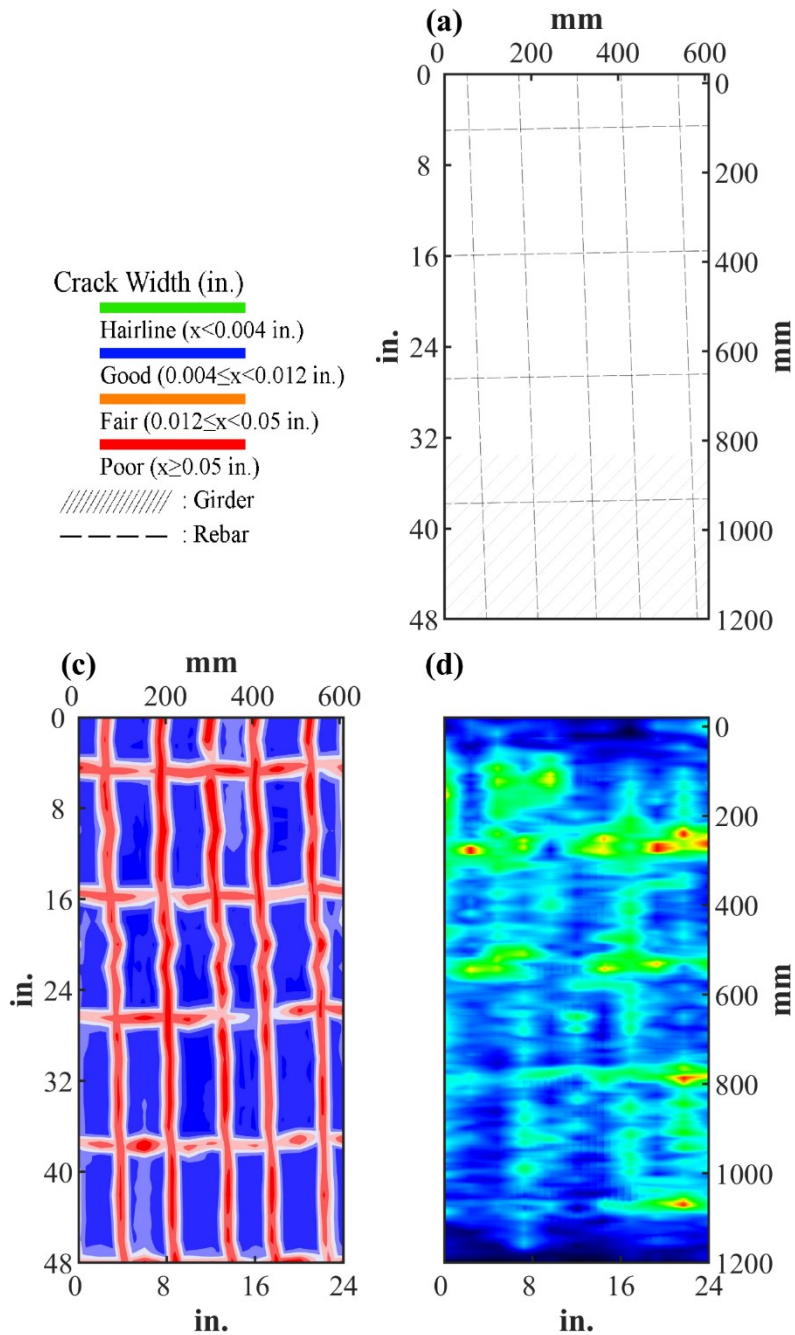 (a)
mm
0 200 400 600
0
8
16
24
32
40
48
in.
0
200
400
600
800
1000
1200
mm
Crack Width (in.)
Hairline (x<0.004 in.)
Good (0.004≤x<0.012 in.)
Fair (0.012≤x<0.05 in.)
Poor (x≥0.05 in.)
: Girder
: Rebar
(c)
mm
0 200 400 600
0
8
16
24
32
40
48
in.
0 8 16 24
in.
(d)
0
200
400
600
800
1000
1200
mm
0 8 16 24
in.